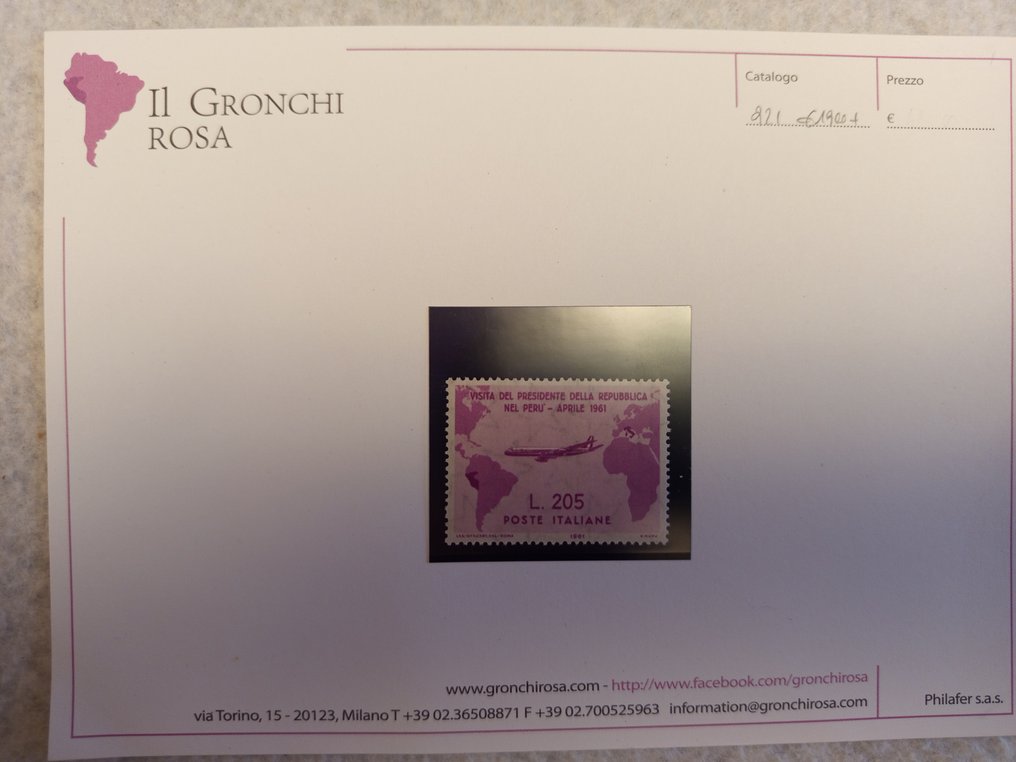 Il GRONCHI
ROSA
Catalogo
Prezzo
921 €1900+
€
VISITA DEL PRESIDENTE DELLA REPUBBLICA
NEL PERU' - APRILE 1961
L. 205
POSTE ITALIANE
1961
www.gronchirosa.com - http://www.facebook.com/gronchirosa
via Torino, 15 - 20123, Milano T +39 02.36508871 F +39 02.700525963 information@gronchirosa.com
Philafer s.a.s.